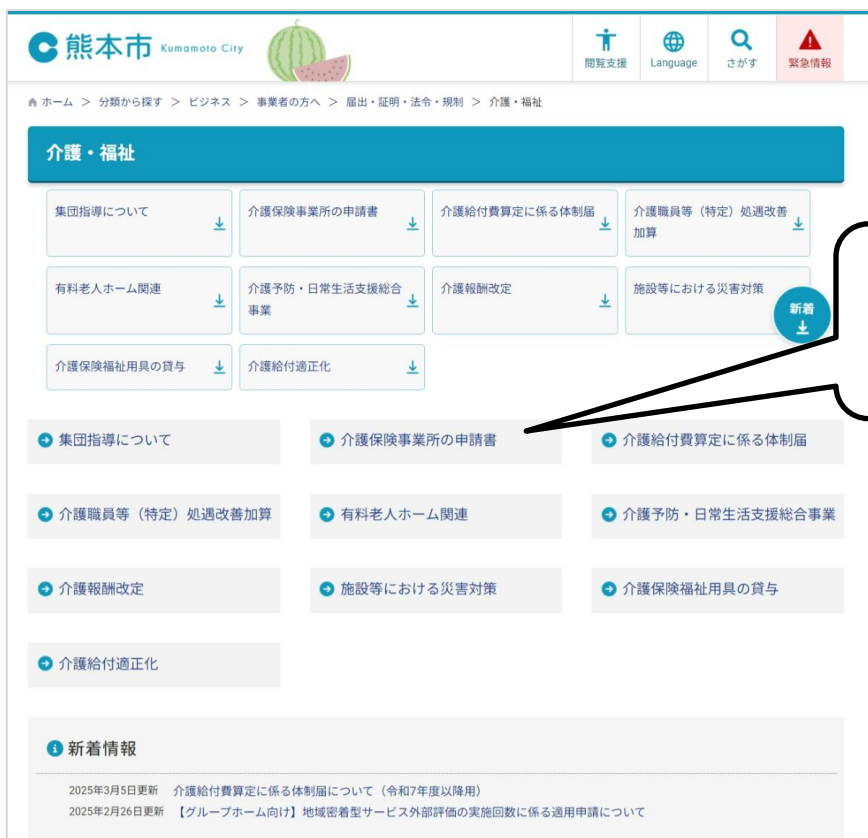 熊本市 Kumamoto City
閲覧支援 Language さがす 緊急情報
ホーム > 分類から探す > ビジネス > 事業者の方へ > 届出・証明・法令・規制 > 介護・福祉
介護・福祉
集団指導について 介護保険事業所の申請書 介護給付費算定に係る体制届 介護職員等（特定）処遇改善
加算
有料老人ホーム関連 介護予防・日常生活支援総合 介護報酬改定 施設等における災害対策
事業
新着
介護保険福祉用具の貸与 介護給付適正化
集団指導について 介護保険事業所の申請書 介護給付費算定に係る体制届
介護職員等（特定）処遇改善加算 有料老人ホーム関連 介護予防・日常生活支援総合事業
介護報酬改定 施設等における災害対策 介護保険福祉用具の貸与
介護給付適正化
新着情報
2025年3月5日更新 介護給付費算定に係る体制届について（令和7年度以降用）
2025年2月26日更新 【グループホーム向け】地域密着型サービス外部評価の実施回数に係る適用申請について